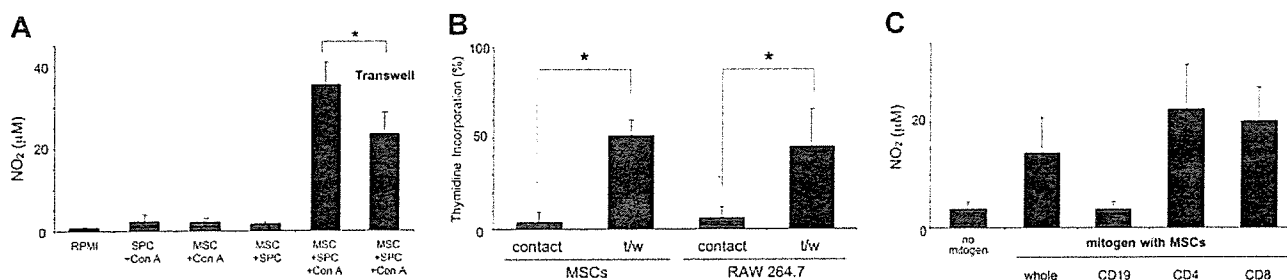 A
NO2 (μM)
40
20
0
*
Transwell
RPMI
SPC
+Con A
MSC
+Con A
MSC
+SPC
MSC
+SPC
+Con A
MSC
+SPC
+Con A
B
Thymidine Incorporation (%)
100
50
0
*
*
contact
t/w
contact
t/w
MSCs
RAW 264.7
C
NO2 (μM)
20
0
no
mitogen
mitogen with MSCs
whole
CD19
CD4
CD8